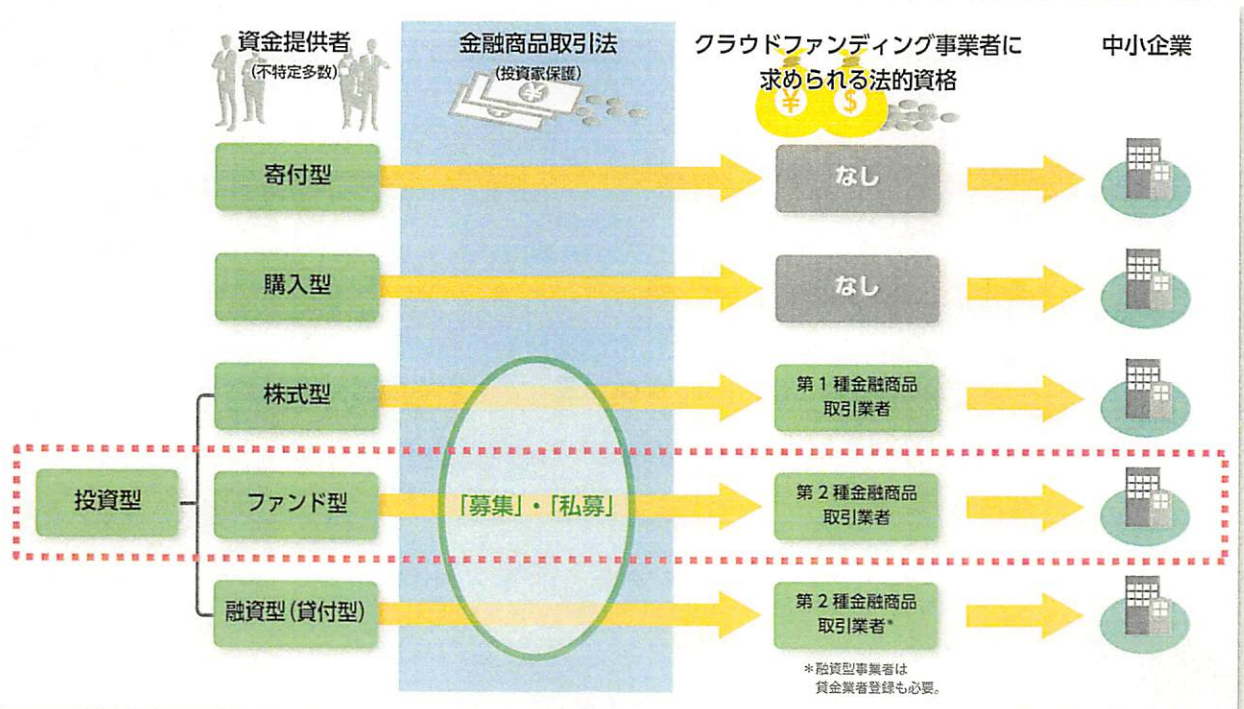 資金提供者
(不特定多数)
金融商品取引法
(投資家保護)
クラウドファンディング事業者に
求められる法的資格
中小企業
¥
$
寄付型
なし
購入型
なし
株式型
第1種金融商品
取引業者
投資型
ファンド型
「募集」・「私募」
第2種金融商品
取引業者
融資型(貸付型)
第2種金融商品
取引業者*
*融資型事業者は
貸金業者登録も必要。